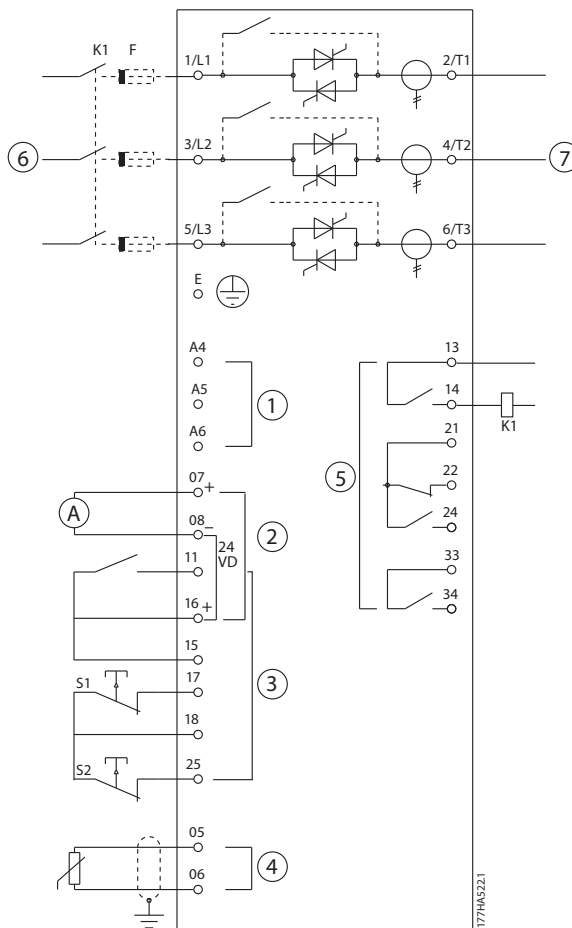 K1 F 1/L1 2/T1
6 3/L2 4/T2 7
5/L3 6/T3
E
A4 13
A5 1 14
K1
A6 21
07 + 5 22
A 08 − 2 24
24
VD
11 33
16 + 34
15
S1 17 3
18
S2 25
05
4
06
177HA522.1